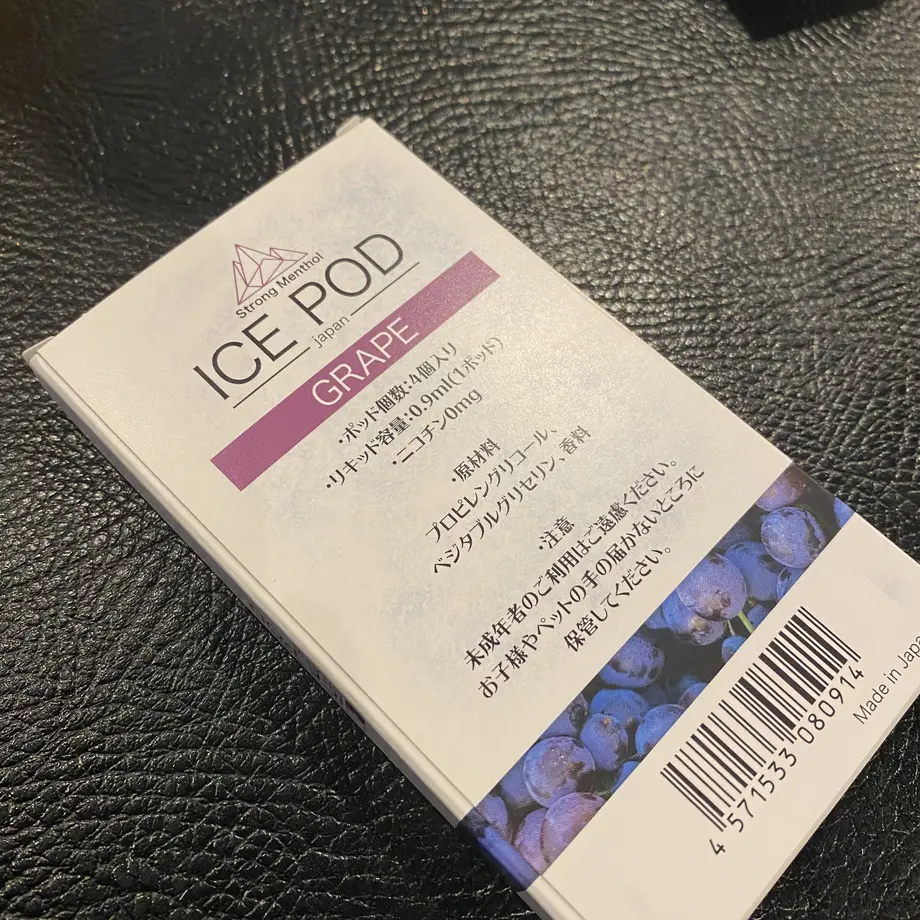 Strong Menthol
ICE POD
japan
GRAPE
・ポッド個数:4個入り
・リキッド容量:0.9ml(1ポッド)
・ニコチン0mg
・原材料
プロピレングリコール、
ベジタブルグリセリン、香料
・注意
未成年者のご利用はご遠慮ください。
お子様やペットの手の届かないところに
保管してください。
4 571533 080914
Made in Japa